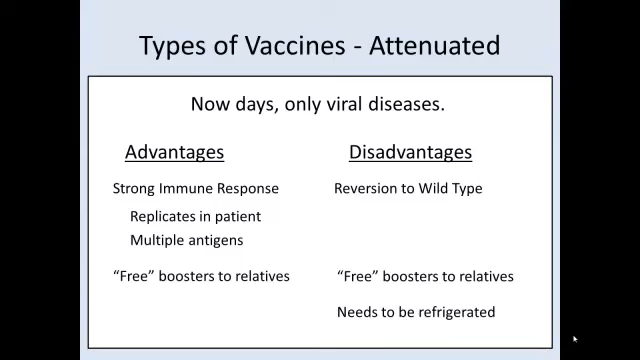 Types of Vaccines - Attenuated
Now days, only viral diseases.
Advantages
Disadvantages
Strong Immune Response
Reversion to Wild Type
Replicates in patient
Multiple antigens
“Free” boosters to relatives
“Free” boosters to relatives
Needs to be refrigerated